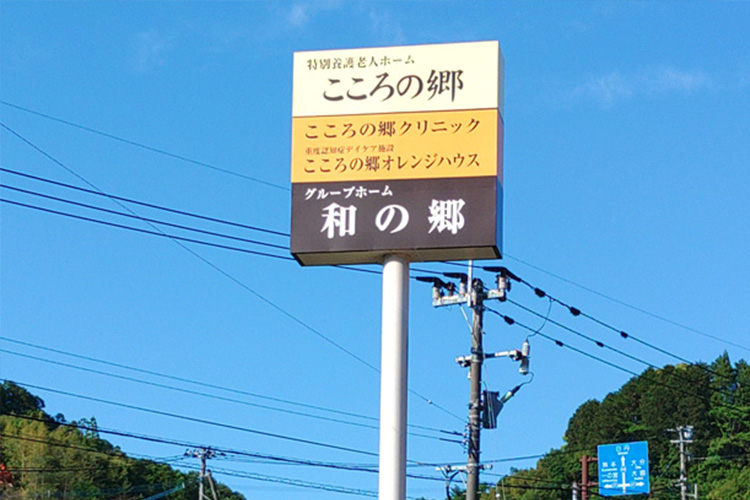 特別養護老人ホーム
こころの郷
こころの郷クリニック
重度認知症デイケア施設
こころの郷オレンジハウス
グループホーム
和の郷